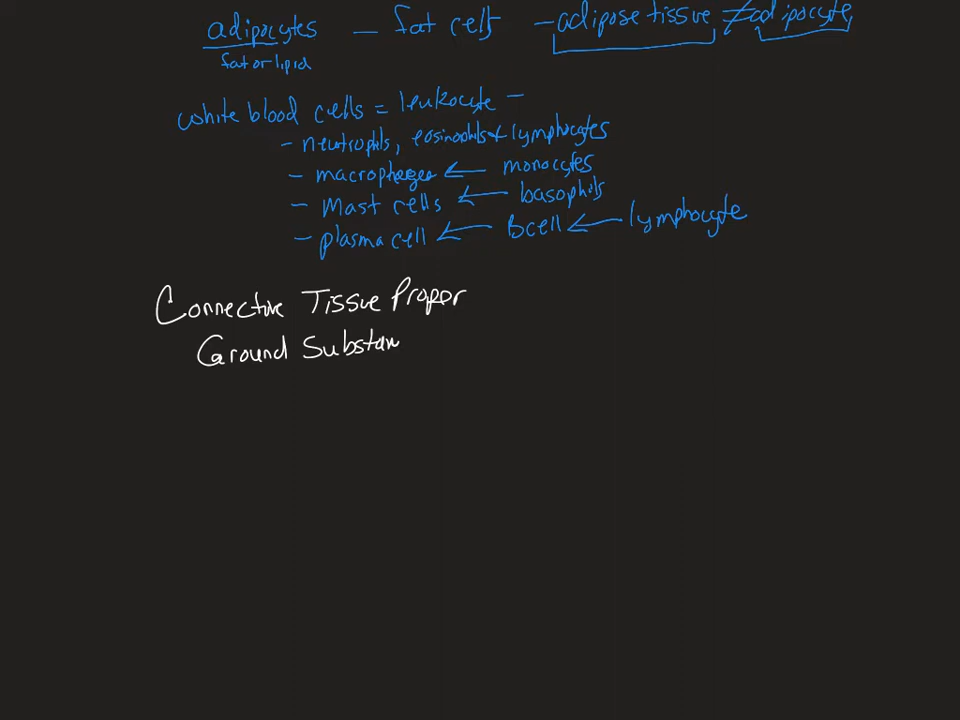 adipocytes — fat cells — adipose tissue ≠ adipocyte
fat or lipid
white blood cells = leukocyte —
- neutrophils, eosinophils + lymphocytes
- macrophages ← monocytes
- Mast cells ← basophils
- plasma cell ← B cell ← lymphocyte
Connective Tissue Proper
Ground Substan